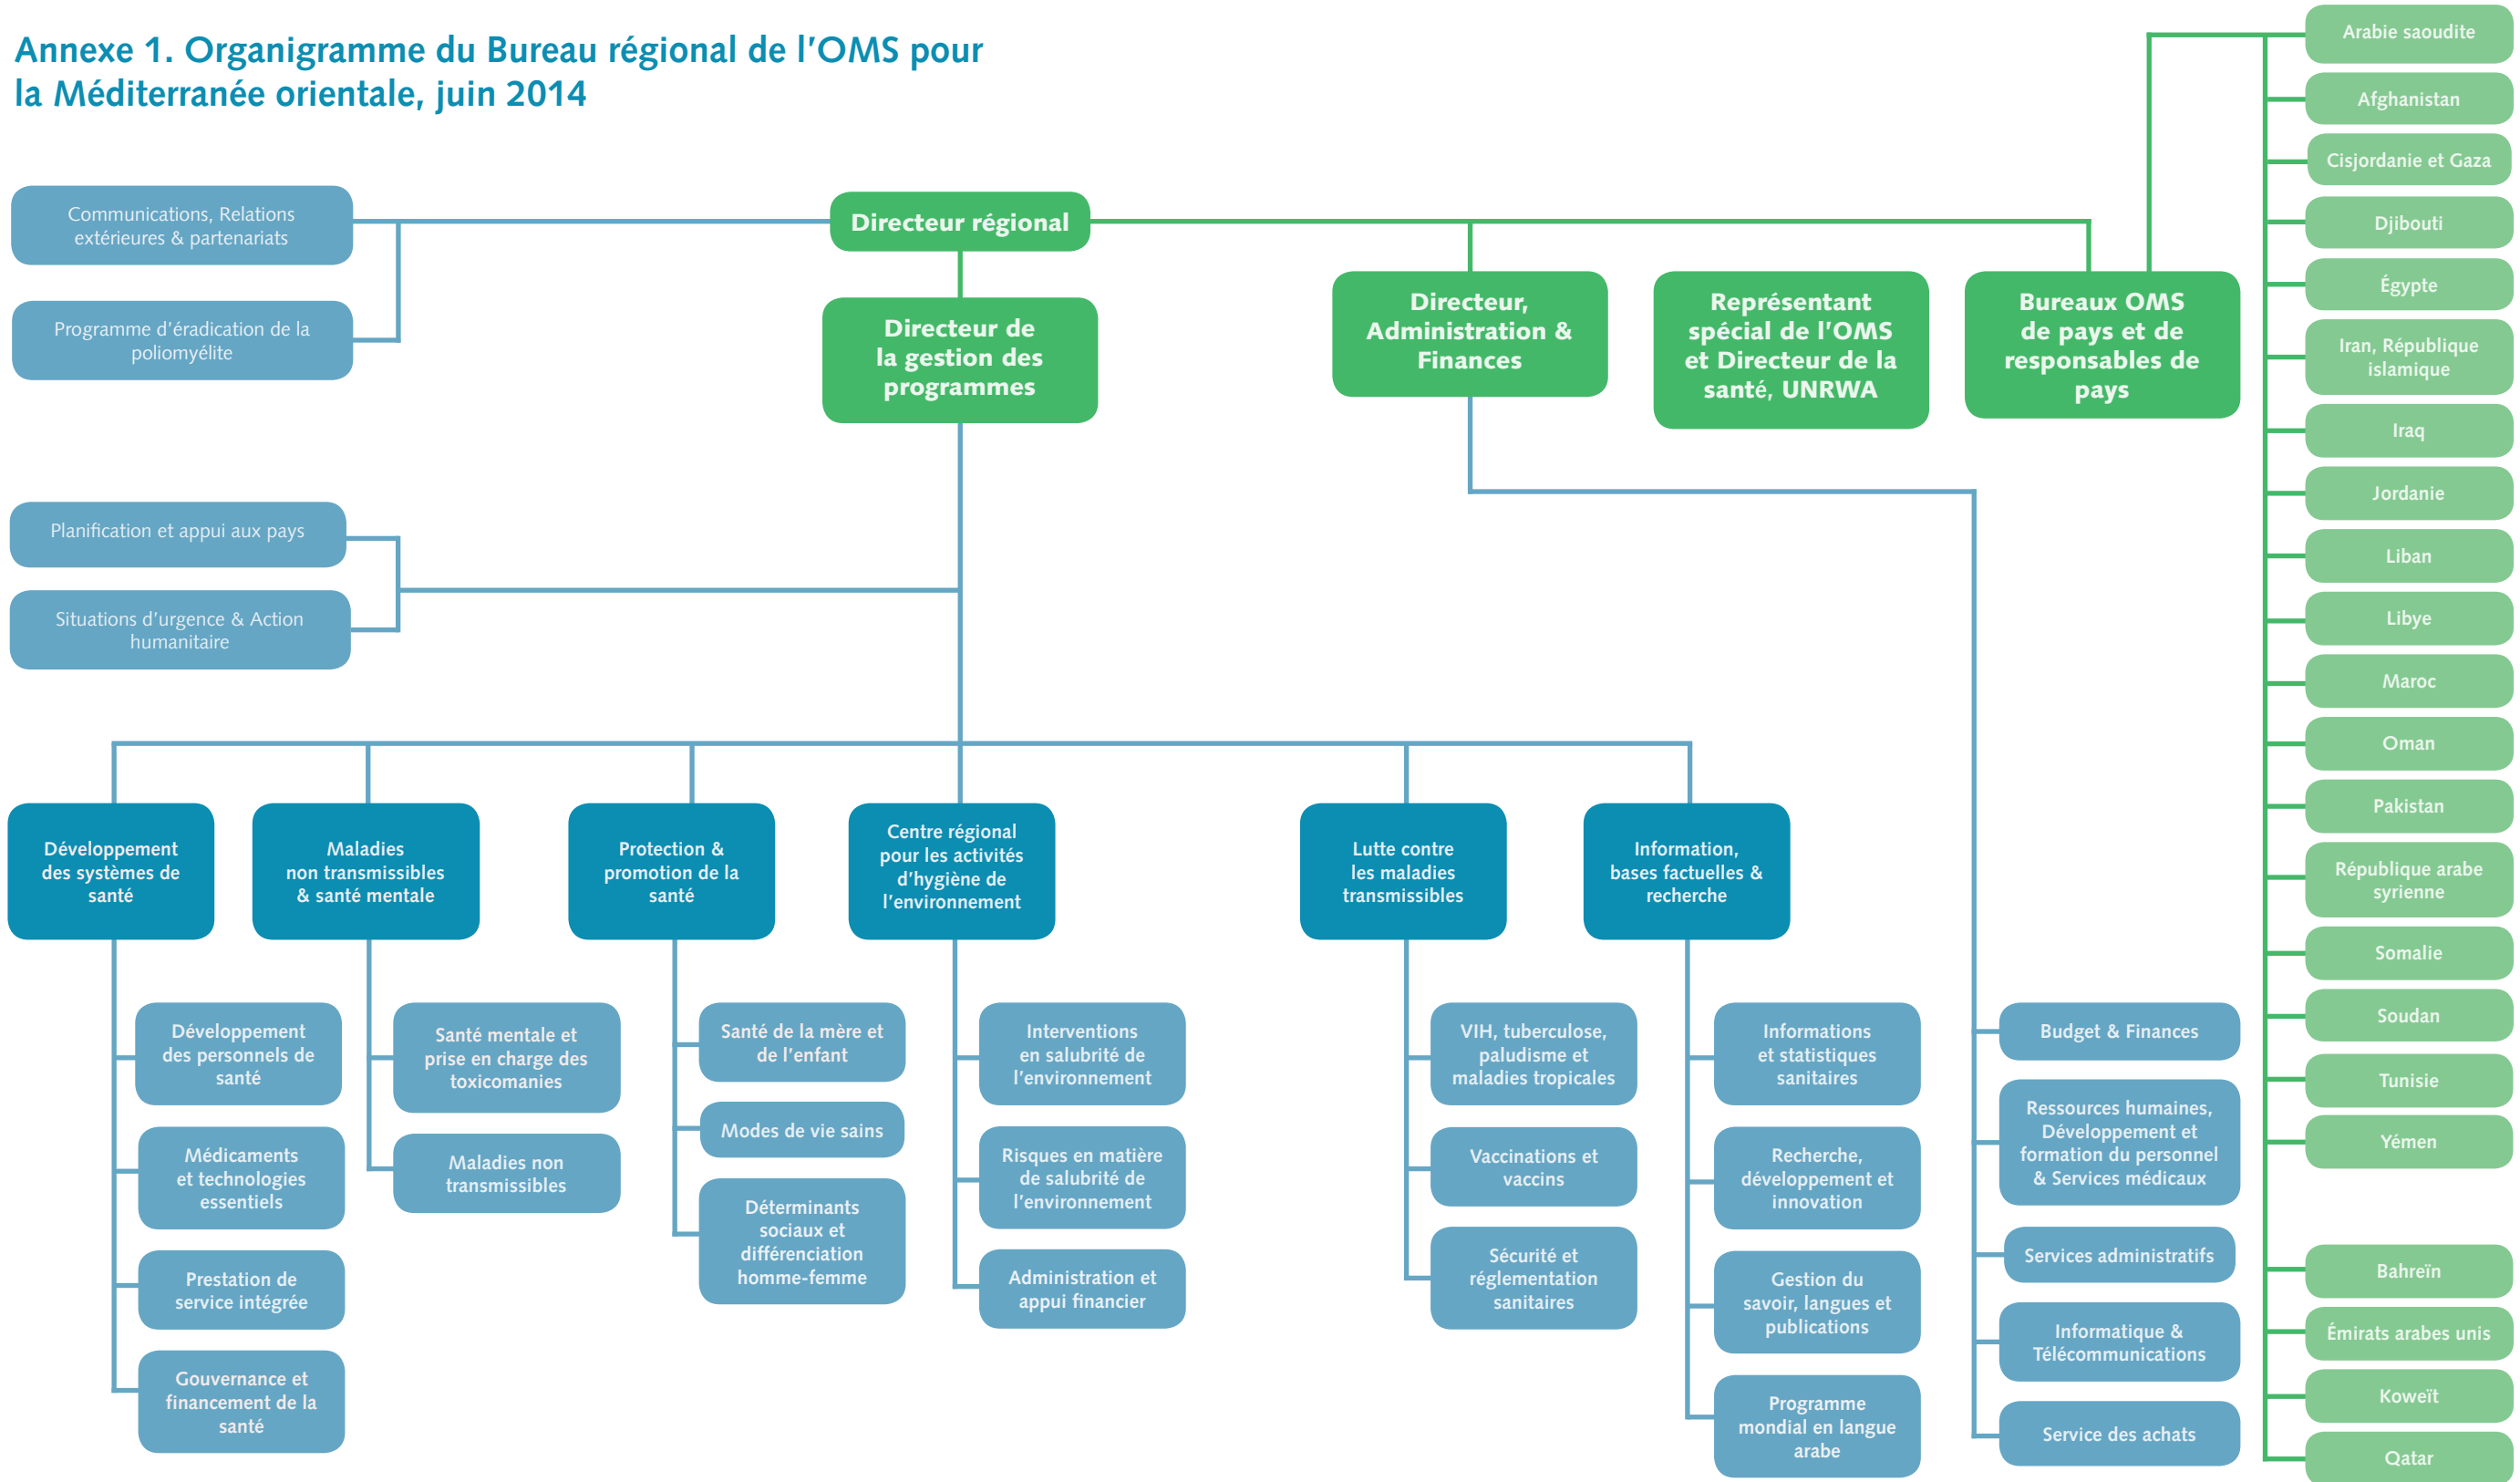 Annexe 1. Organigramme du Bureau régional de l’OMS pour
la Méditerranée orientale, juin 2014
Communications, Relations
extérieures & partenariats
Programme d’éradication de la
poliomyélite
Directeur régional
Directeur de
la gestion des
programmes
Directeur,
Administration &
Finances
Représentant
spécial de l’OMS
et Directeur de la
santé, UNRWA
Bureaux OMS
de pays et de
responsables de
pays
Planification et appui aux pays
Situations d’urgence & Action
humanitaire
Développement
des systèmes de
santé
Développement
des personnels de
santé
Médicaments
et technologies
essentiels
Prestation de
service intégrée
Gouvernance et
financement de la
santé
Maladies
non transmissibles
& santé mentale
Santé mentale et
prise en charge des
toxicomanies
Maladies non
transmissibles
Protection &
promotion de la
santé
Santé de la mère et
de l’enfant
Modes de vie sains
Déterminants
sociaux et
différenciation
homme-femme
Centre régional
pour les activités
d’hygiène de
l’environnement
Interventions
en salubrité de
l’environnement
Risques en matière
de salubrité de
l’environnement
Administration et
appui financier
Lutte contre
les maladies
transmissibles
VIH, tuberculose,
paludisme et
maladies tropicales
Vaccinations et
vaccins
Sécurité et
réglementation
sanitaires
Information,
bases factuelles &
recherche
Informations
et statistiques
sanitaires
Recherche,
développement et
innovation
Gestion du
savoir, langues et
publications
Programme
mondial en langue
arabe
Budget & Finances
Ressources humaines,
Développement et
formation du personnel
& Services médicaux
Services administratifs
Informatique &
Télécommunications
Service des achats
Arabie saoudite
Afghanistan
Cisjordanie et Gaza
Djibouti
Égypte
Iran, République
islamique
Iraq
Jordanie
Liban
Libye
Maroc
Oman
Pakistan
République arabe
syrienne
Somalie
Soudan
Tunisie
Yémen
Bahreïn
Émirats arabes unis
Koweït
Qatar